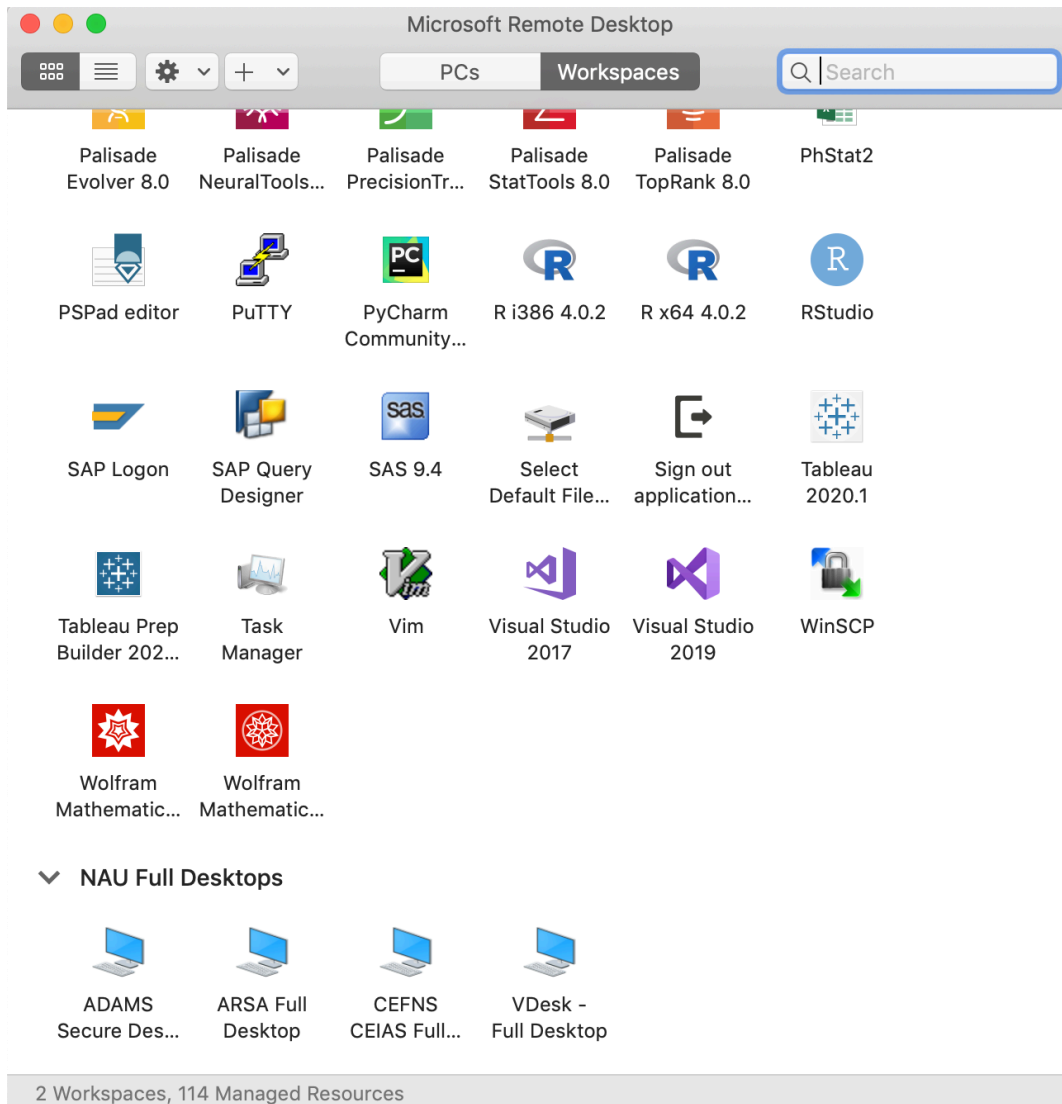 Microsoft Remote Desktop
PCs Workspaces Search
Palisade Palisade Palisade Palisade Palisade PhStat2
Evolver 8.0 NeuralTools... PrecisionTr... StatTools 8.0 TopRank 8.0
PC R
PSPad editor PuTTY PyCharm R i386 4.0.2 R x64 4.0.2 RStudio
Community...
sas
SAP Logon SAP Query SAS 9.4 Select Sign out Tableau
Designer Default File... application... 2020.1
Vim
Tableau Prep Task Vim Visual Studio Visual Studio WinSCP
Builder 202... Manager 2017 2019
Wolfram Wolfram
Mathematic... Mathematic...
NAU Full Desktops
ADAMS ARSA Full CEFNS VDesk -
Secure Des... Desktop CEIAS Full... Full Desktop
2 Workspaces, 114 Managed Resources